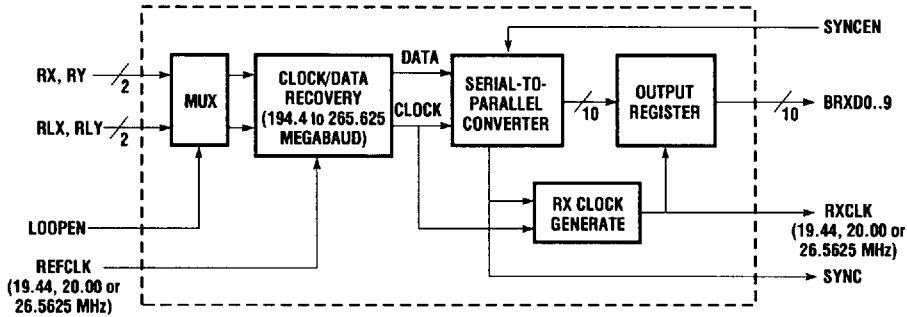 SYNCEN
RX, RY
2
MUX
RLX, RLY
2
CLOCK/DATA
RECOVERY
(194.4 to 265.625
MEGABAUD)
DATA
CLOCK
SERIAL-TO-
PARALLEL
CONVERTER
10
OUTPUT
REGISTER
10
BRXD0..9
RX CLOCK
GENERATE
LOOPEN
REFCLK
(19.44, 20.00 or
26.5625 MHz)
RXCLK
(19.44, 20.00 or
26.5625 MHz)
SYNC